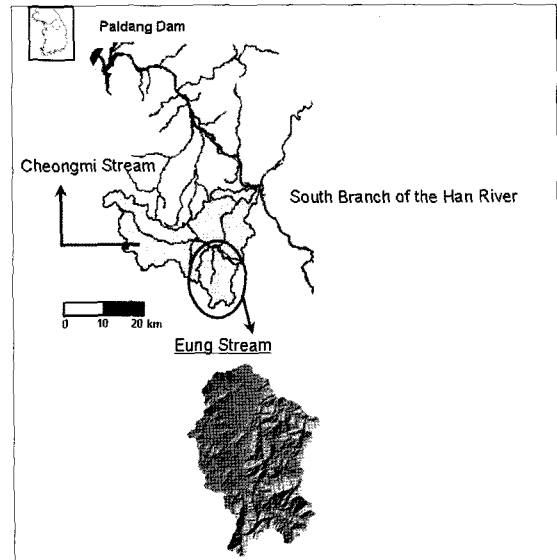 Paldang Dam
Cheongmi Stream
South Branch of the Han River
0 10 20 km
Eung Stream